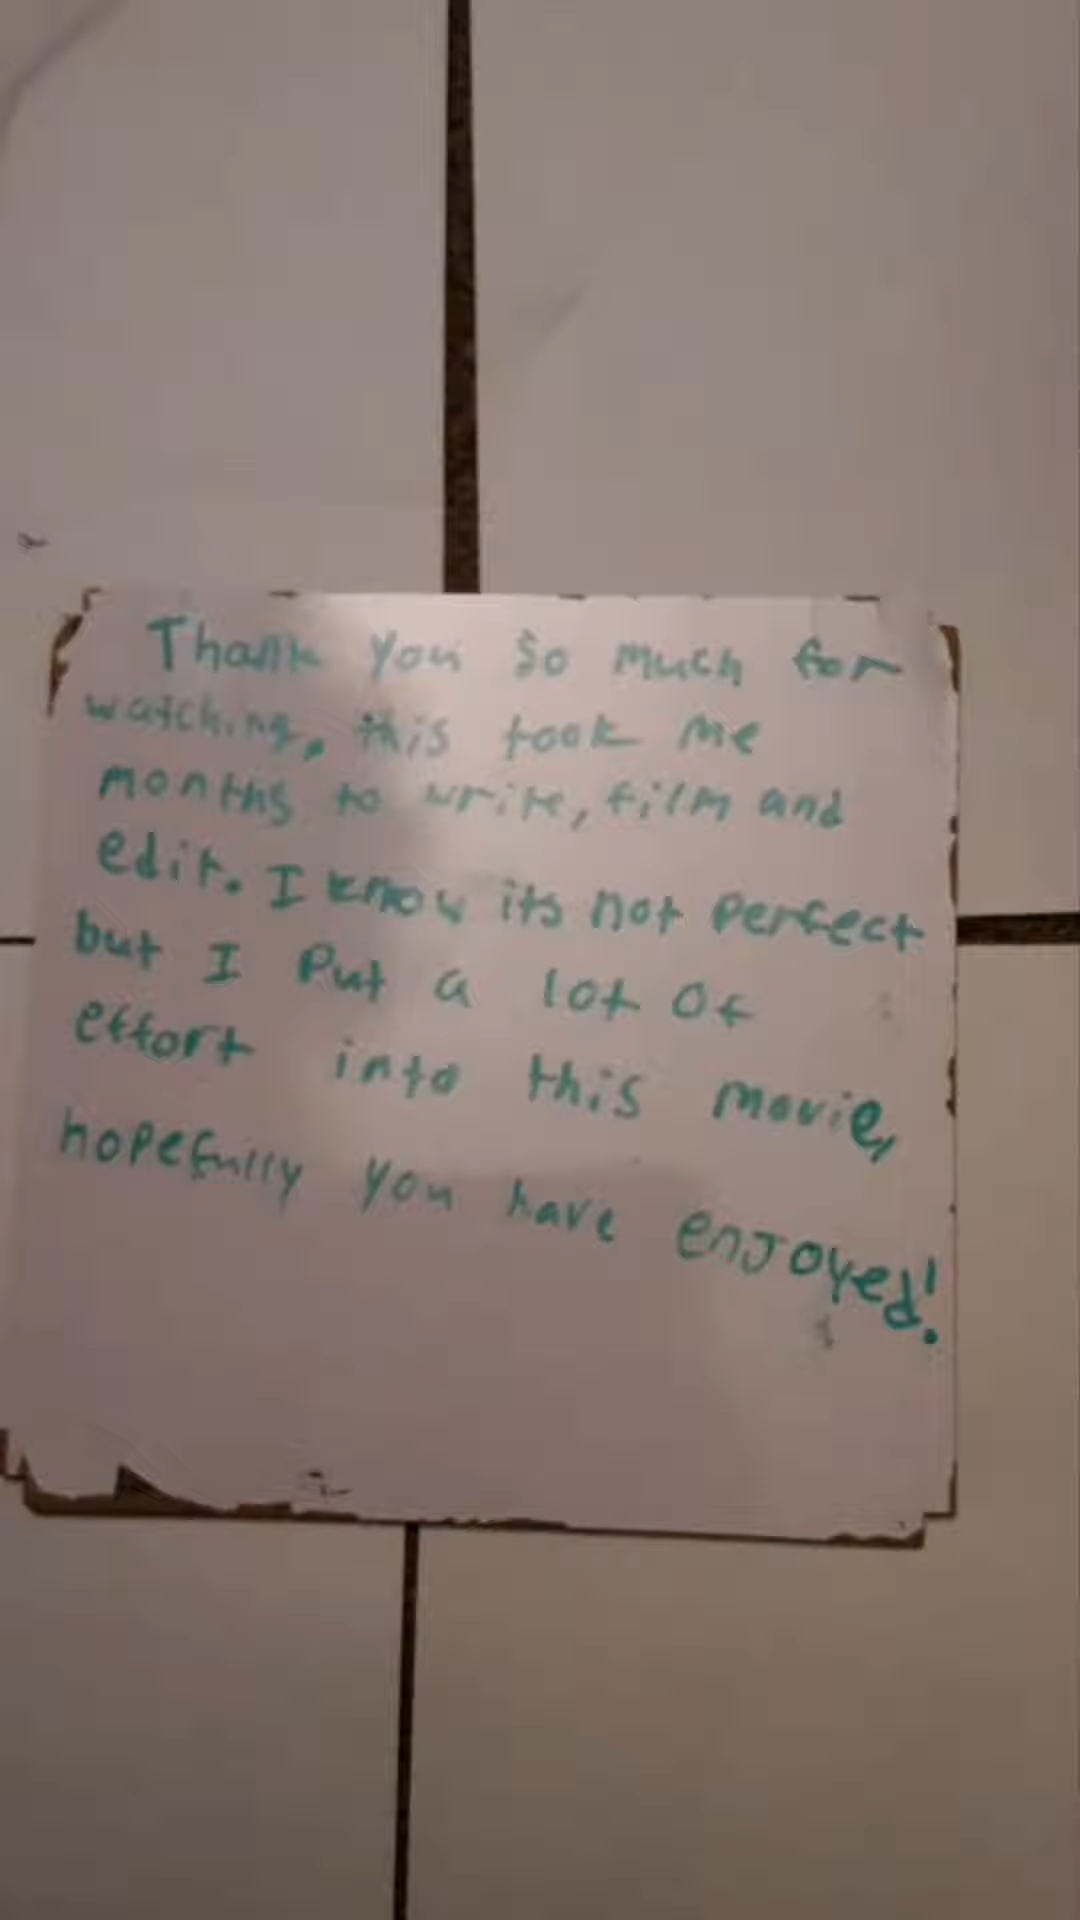 Thank you so much for
watching, this took me
months to write, film and
edit. I know its not perfect
but I put a lot of
effort into this movie,
hopefully you have enjoyed!